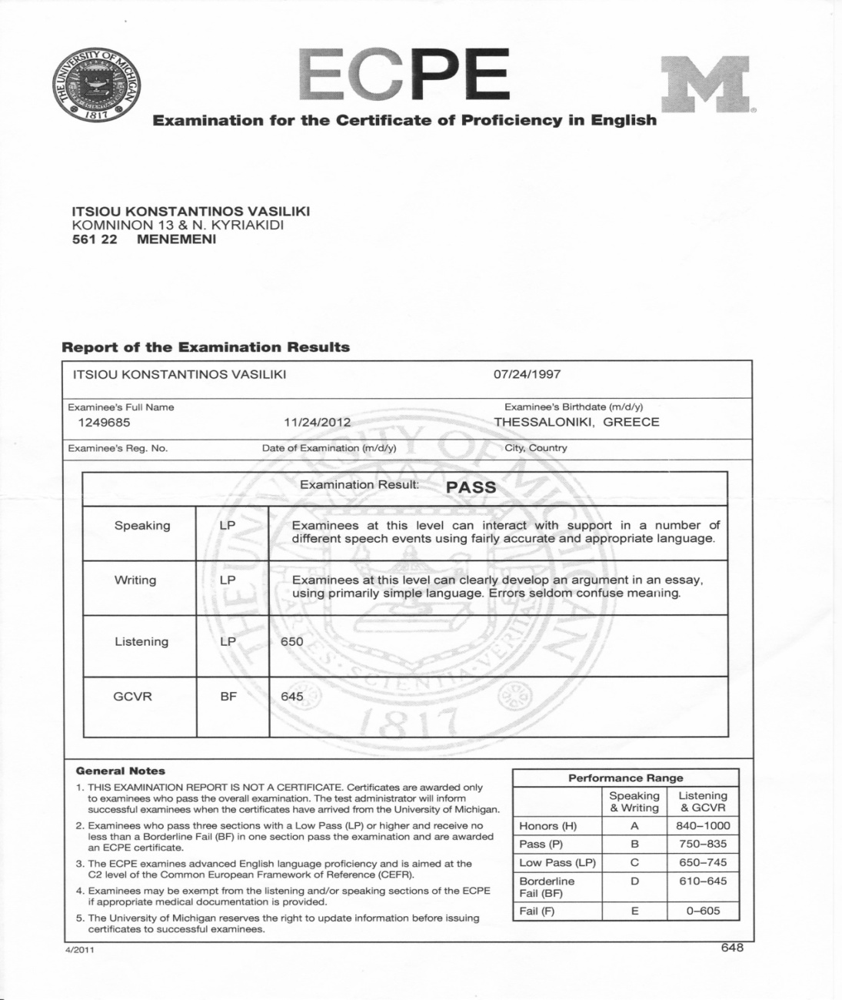 THE UNIVERSITY OF MICHIGAN
ARTES SCIENTIA VERITAS
1817
ECPE
M
®
Examination for the Certificate of Proficiency in English
ITSIOU KONSTANTINOS VASILIKI
KOMNINON 13 & N. KYRIAKIDI
561 22 MENEMENI
Report of the Examination Results
ITSIOU KONSTANTINOS VASILIKI 07/24/1997
Examinee's Full Name Examinee's Birthdate (m/d/y)
1249685 11/24/2012 THESSALONIKI, GREECE
Examinee's Reg. No. Date of Examination (m/d/y) City, Country
THE UNIVERSITY OF MICHIGAN
ARTES·SCIENTIA·VERITAS
1817
Examination Result: PASS
Speaking LP Examinees at this level can interact with support in a number of
different speech events using fairly accurate and appropriate language.
Writing LP Examinees at this level can clearly develop an argument in an essay,
using primarily simple language. Errors seldom confuse meaning.
Listening LP 650
GCVR BF 645
General Notes
1. THIS EXAMINATION REPORT IS NOT A CERTIFICATE. Certificates are awarded only
to examinees who pass the overall examination. The test administrator will inform
successful examinees when the certificates have arrived from the University of Michigan.
2. Examinees who pass three sections with a Low Pass (LP) or higher and receive no
less than a Borderline Fail (BF) in one section pass the examination and are awarded
an ECPE certificate.
3. The ECPE examines advanced English language proficiency and is aimed at the
C2 level of the Common European Framework of Reference (CEFR).
4. Examinees may be exempt from the listening and/or speaking sections of the ECPE
if appropriate medical documentation is provided.
5. The University of Michigan reserves the right to update information before issuing
certificates to successful examinees.
Performance Range
Speaking Listening
& Writing & GCVR
Honors (H) A 840–1000
Pass (P) B 750–835
Low Pass (LP) C 650–745
Borderline D 610–645
Fail (BF)
Fail (F) E 0–605
4/2011 648